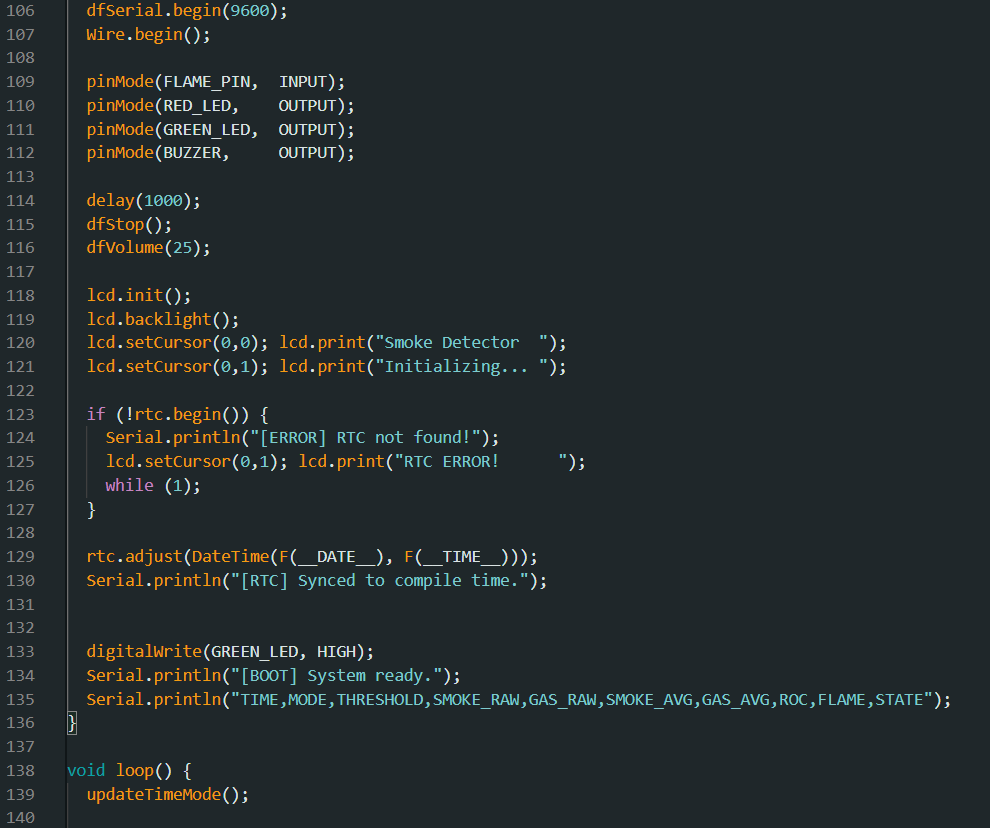 106 dfSerial.begin(9600);
107 Wire.begin();
108
109 pinMode(FLAME_PIN,  INPUT);
110 pinMode(RED_LED,    OUTPUT);
111 pinMode(GREEN_LED,  OUTPUT);
112 pinMode(BUZZER,     OUTPUT);
113
114 delay(1000);
115 dfStop();
116 dfVolume(25);
117
118 lcd.init();
119 lcd.backlight();
120 lcd.setCursor(0,0); lcd.print("Smoke Detector  ");
121 lcd.setCursor(0,1); lcd.print("Initializing... ");
122
123 if (!rtc.begin()) {
124 Serial.println("[ERROR] RTC not found!");
125 lcd.setCursor(0,1); lcd.print("RTC ERROR!      ");
126 while (1);
127 }
128
129 rtc.adjust(DateTime(F(__DATE__), F(__TIME__)));
130 Serial.println("[RTC] Synced to compile time.");
131
132
133 digitalWrite(GREEN_LED, HIGH);
134 Serial.println("[BOOT] System ready.");
135 Serial.println("TIME,MODE,THRESHOLD,SMOKE_RAW,GAS_RAW,SMOKE_AVG,GAS_AVG,ROC,FLAME,STATE");
136 }
137
138 void loop() {
139 updateTimeMode();
140